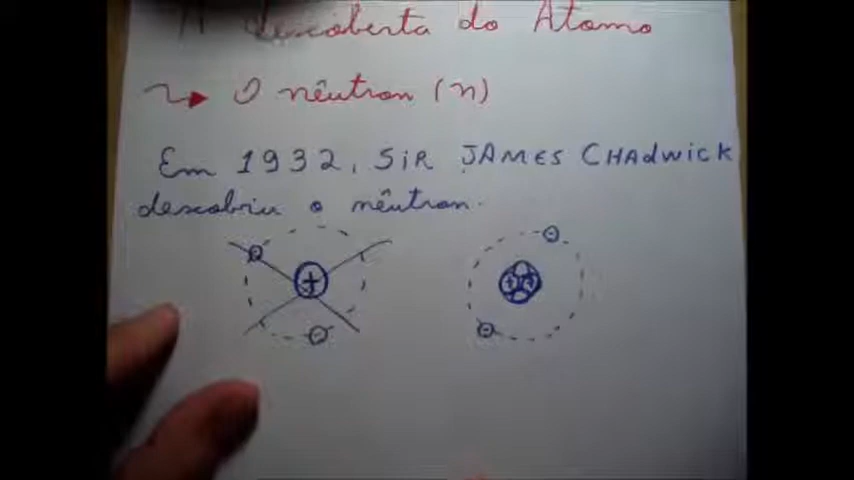 A descoberta do Átomo
O nêutron (n)
Em 1932, SiR JAMES CHADwiCK
descobriu o nêutron.
- + -
- + + -